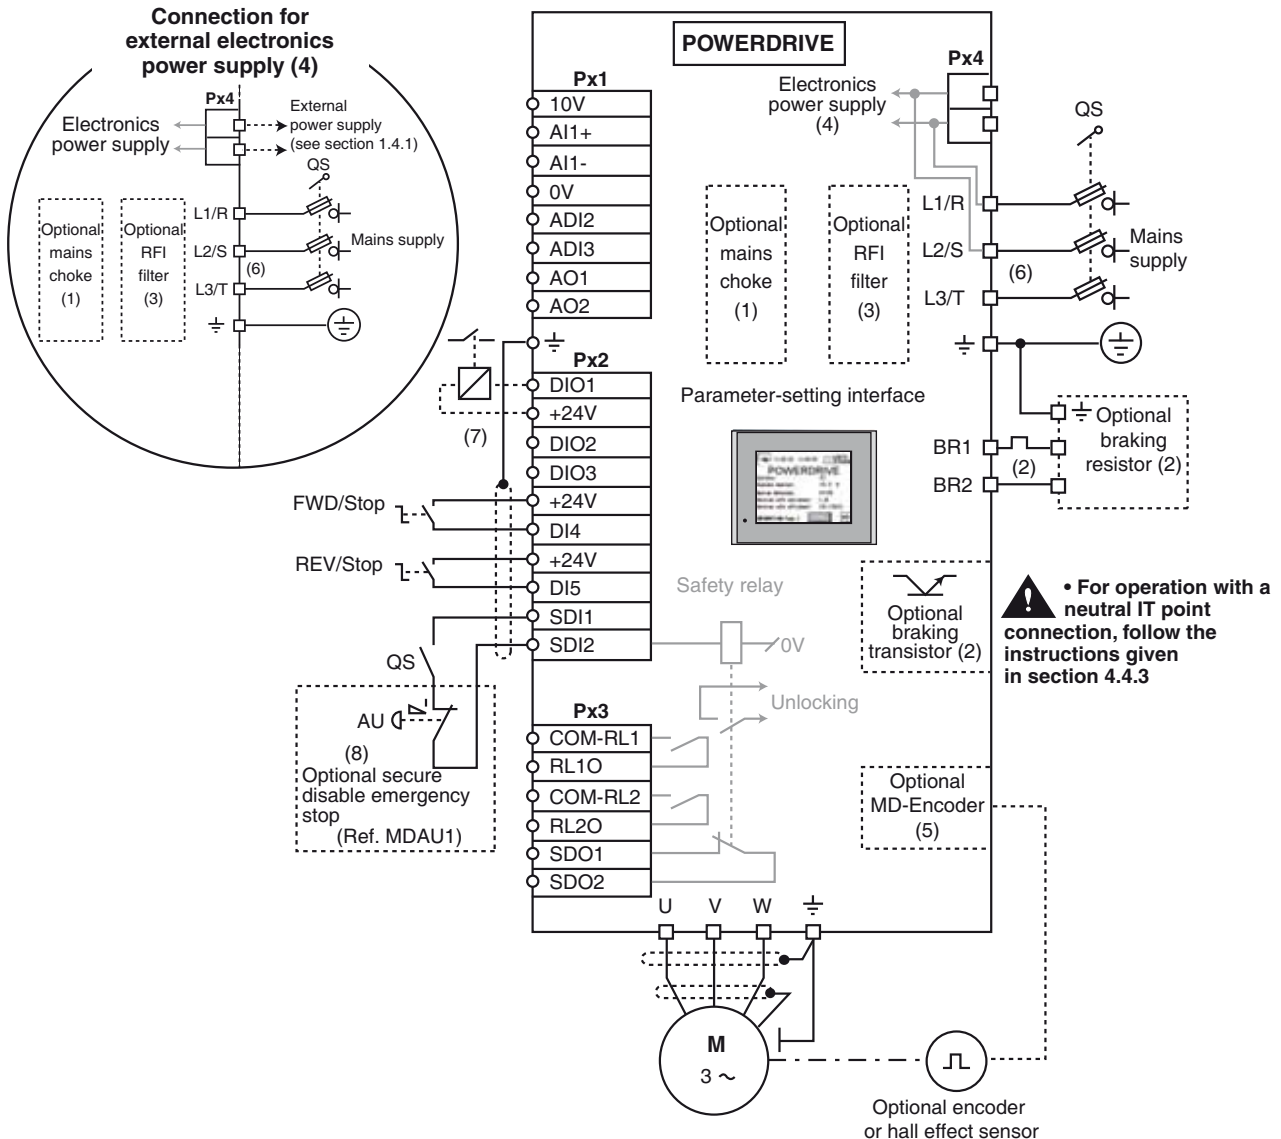 Connection for
external electronics
power supply (4)
Px4
Electronics
power supply
External
power supply
(see section 1.4.1)
QS
Optional
mains
choke
(1)
Optional
RFI
filter
(3)
L1/R
L2/S
(6)
L3/T
Mains supply
POWERDRIVE
Px1
10V
AI1+
AI1-
0V
ADI2
ADI3
AO1
AO2
Electronics
power supply
(4)
Px4
QS
Optional
mains
choke
(1)
Optional
RFI
filter
(3)
L1/R
L2/S
(6)
L3/T
Mains
supply
Px2
DIO1
+24V
DIO2
DIO3
+24V
DI4
+24V
DI5
SDI1
SDI2
(7)
FWD/Stop
REV/Stop
QS
AU
(8)
Optional secure
disable emergency
stop
(Ref. MDAU1)
Parameter-setting interface
POWERDRIVE
BR1
(2)
BR2
Optional
braking
resistor (2)
Safety relay
0V
Unlocking
Optional
braking
transistor (2)
! • For operation with a
neutral IT point
connection, follow the
instructions given
in section 4.4.3
Px3
COM-RL1
RL1O
COM-RL2
RL2O
SDO1
SDO2
Optional
MD-Encoder
(5)
U V W
M
3 ~
Optional encoder
or hall effect sensor